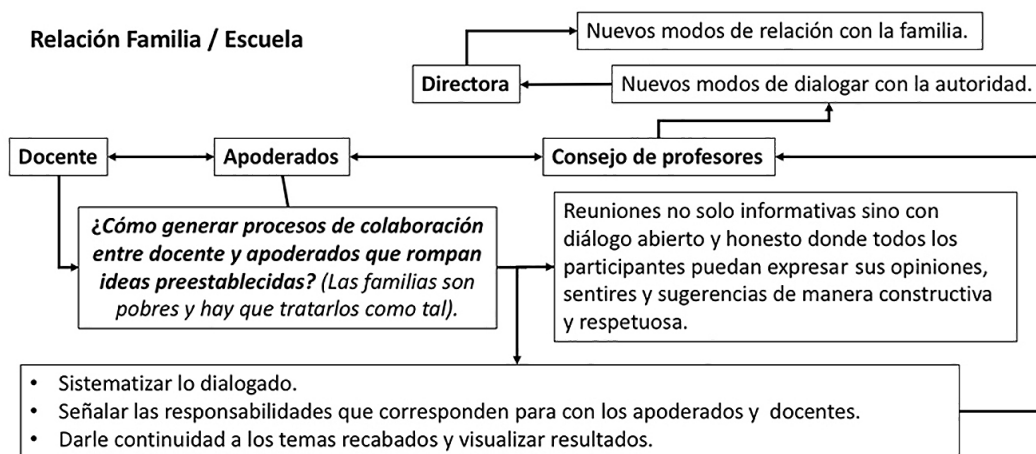 Relación Familia / Escuela
Nuevos modos de relación con la familia.
Directora
Nuevos modos de dialogar con la autoridad.
Docente
Apoderados
Consejo de profesores
¿Cómo generar procesos de colaboración
entre docente y apoderados que rompan
ideas preestablecidas? (Las familias son
pobres y hay que tratarlos como tal).
Reuniones no solo informativas sino con
diálogo abierto y honesto donde todos los
participantes puedan expresar sus opiniones,
sentires y sugerencias de manera constructiva
y respetuosa.
• Sistematizar lo dialogado.
• Señalar las responsabilidades que corresponden para con los apoderados y docentes.
• Darle continuidad a los temas recabados y visualizar resultados.